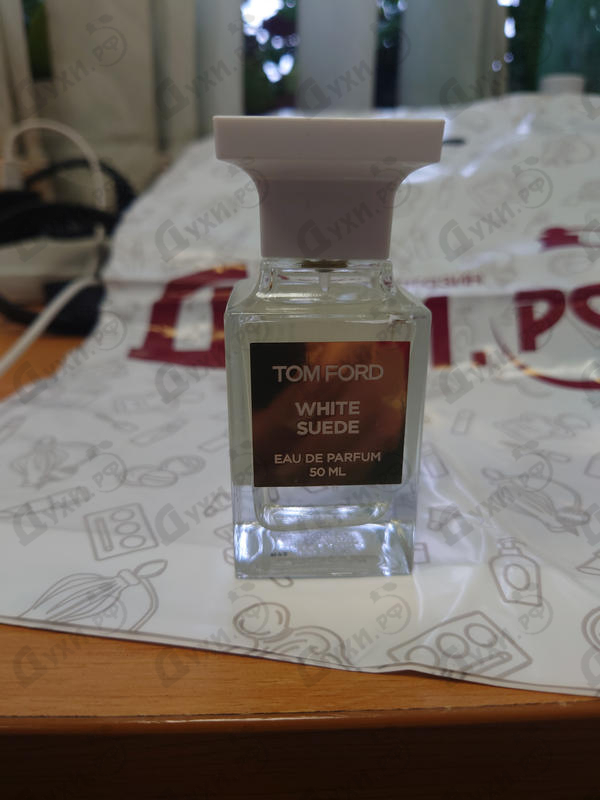 TOM FORD
WHITE
SUEDE
EAU DE PARFUM
50 ML
Духи.РФ